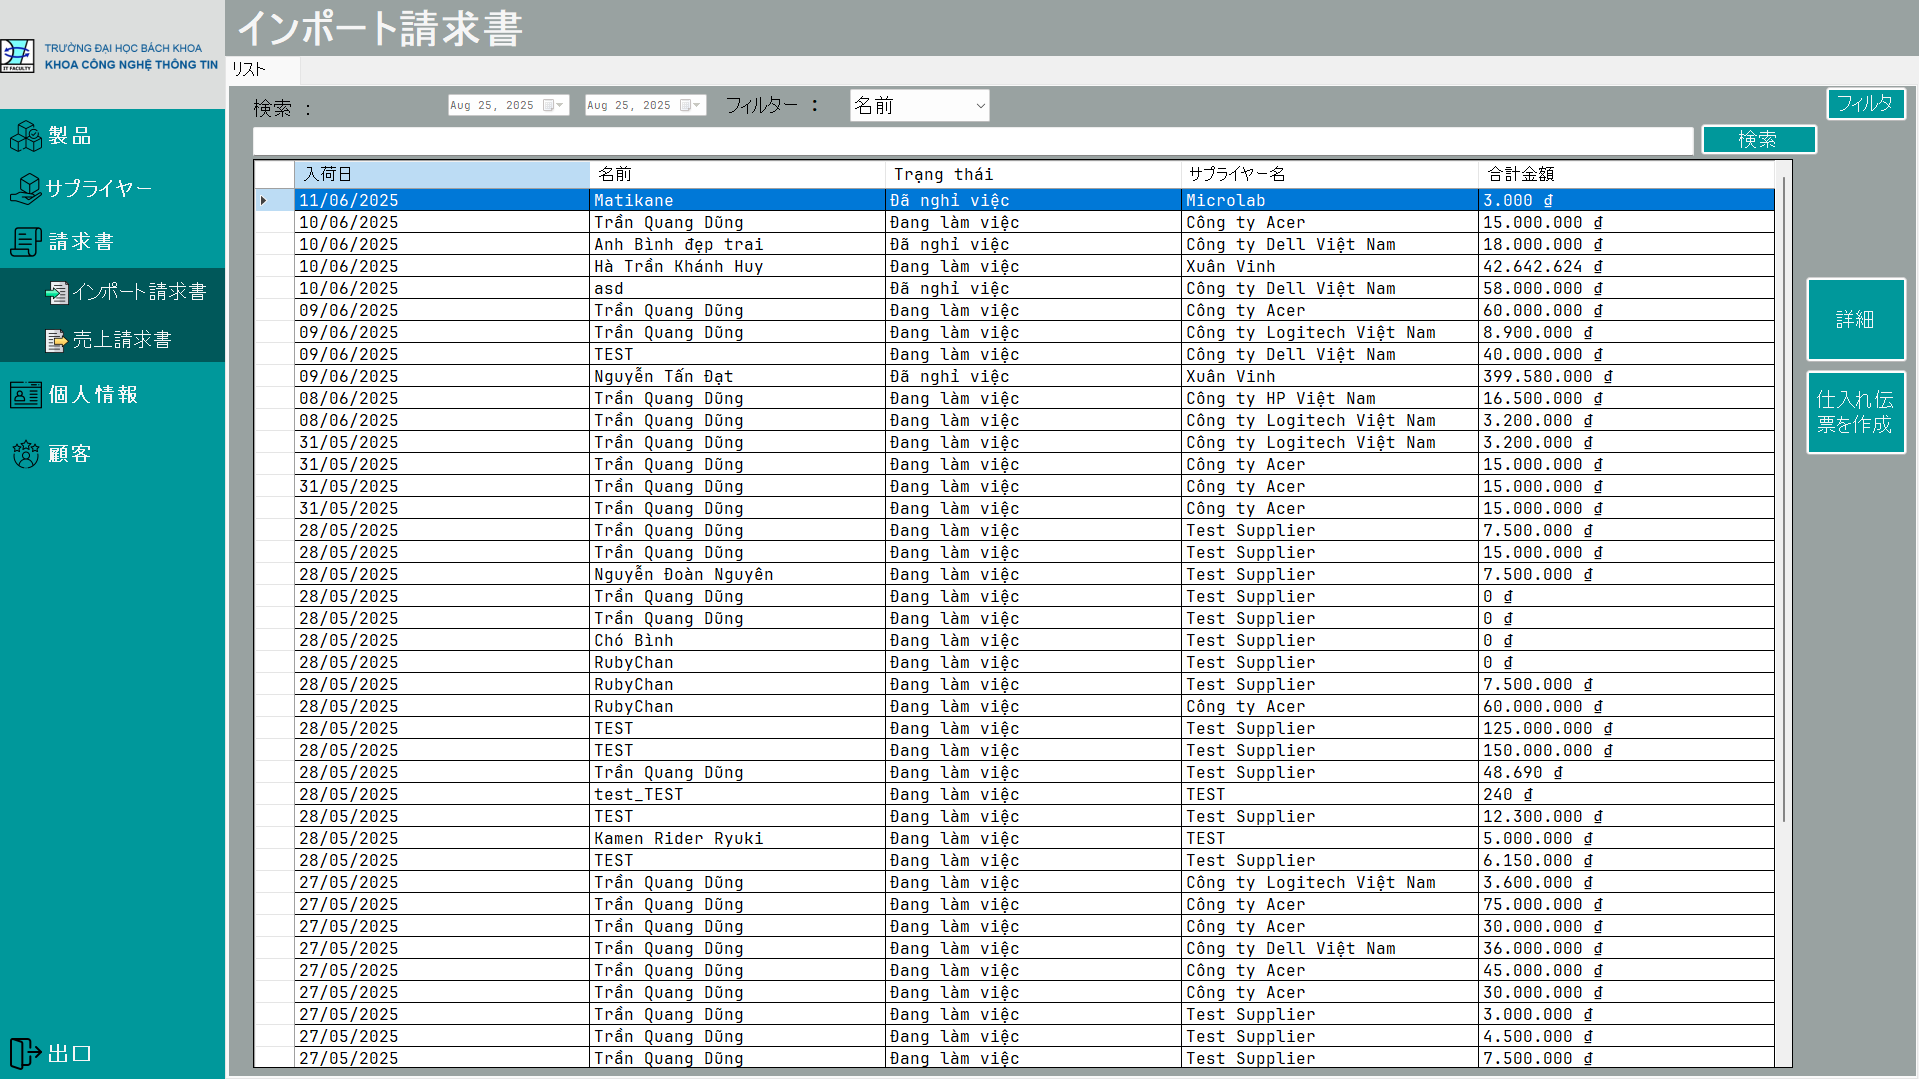 インポート請求書
TRƯỜNG ĐẠI HỌC BÁCH KHOA
KHOA CÔNG NGHỆ THÔNG TIN
IT FACULTY
リスト
検索 : Aug 25, 2025 Aug 25, 2025 フィルター : 名前 フィルタ
検索
製品
サプライヤー
請求書
インポート請求書
売上請求書
個人情報
顧客
出口
詳細
仕入れ伝
票を作成
入荷日 名前 Trạng thái サプライヤー名 合計金額
11/06/2025 Matikane Đã nghỉ việc Microlab 3.000 ₫
10/06/2025 Trần Quang Dũng Đang làm việc Công ty Acer 15.000.000 ₫
10/06/2025 Anh Bình đẹp trai Đã nghỉ việc Công ty Dell Việt Nam 18.000.000 ₫
10/06/2025 Hà Trần Khánh Huy Đang làm việc Xuân Vinh 42.642.624 ₫
10/06/2025 asd Đã nghỉ việc Công ty Dell Việt Nam 58.000.000 ₫
09/06/2025 Trần Quang Dũng Đang làm việc Công ty Acer 60.000.000 ₫
09/06/2025 Trần Quang Dũng Đang làm việc Công ty Logitech Việt Nam 8.900.000 ₫
09/06/2025 TEST Đang làm việc Công ty Dell Việt Nam 40.000.000 ₫
09/06/2025 Nguyễn Tấn Đạt Đã nghỉ việc Xuân Vinh 399.580.000 ₫
08/06/2025 Trần Quang Dũng Đang làm việc Công ty HP Việt Nam 16.500.000 ₫
08/06/2025 Trần Quang Dũng Đang làm việc Công ty Logitech Việt Nam 3.200.000 ₫
31/05/2025 Trần Quang Dũng Đang làm việc Công ty Logitech Việt Nam 3.200.000 ₫
31/05/2025 Trần Quang Dũng Đang làm việc Công ty Acer 15.000.000 ₫
31/05/2025 Trần Quang Dũng Đang làm việc Công ty Acer 15.000.000 ₫
31/05/2025 Trần Quang Dũng Đang làm việc Công ty Acer 15.000.000 ₫
28/05/2025 Trần Quang Dũng Đang làm việc Test Supplier 7.500.000 ₫
28/05/2025 Trần Quang Dũng Đang làm việc Test Supplier 15.000.000 ₫
28/05/2025 Nguyễn Đoàn Nguyên Đang làm việc Test Supplier 7.500.000 ₫
28/05/2025 Trần Quang Dũng Đang làm việc Test Supplier 0 ₫
28/05/2025 Trần Quang Dũng Đang làm việc Test Supplier 0 ₫
28/05/2025 Chó Bình Đang làm việc Test Supplier 0 ₫
28/05/2025 RubyChan Đang làm việc Test Supplier 0 ₫
28/05/2025 RubyChan Đang làm việc Test Supplier 7.500.000 ₫
28/05/2025 RubyChan Đang làm việc Công ty Acer 60.000.000 ₫
28/05/2025 TEST Đang làm việc Test Supplier 125.000.000 ₫
28/05/2025 TEST Đang làm việc Test Supplier 150.000.000 ₫
28/05/2025 Trần Quang Dũng Đang làm việc Test Supplier 48.690 ₫
28/05/2025 test_TEST Đang làm việc TEST 240 ₫
28/05/2025 TEST Đang làm việc Test Supplier 12.300.000 ₫
28/05/2025 Kamen Rider Ryuki Đang làm việc TEST 5.000.000 ₫
28/05/2025 TEST Đang làm việc Test Supplier 6.150.000 ₫
27/05/2025 Trần Quang Dũng Đang làm việc Công ty Logitech Việt Nam 3.600.000 ₫
27/05/2025 Trần Quang Dũng Đang làm việc Công ty Acer 75.000.000 ₫
27/05/2025 Trần Quang Dũng Đang làm việc Công ty Acer 30.000.000 ₫
27/05/2025 Trần Quang Dũng Đang làm việc Công ty Dell Việt Nam 36.000.000 ₫
27/05/2025 Trần Quang Dũng Đang làm việc Công ty Acer 45.000.000 ₫
27/05/2025 Trần Quang Dũng Đang làm việc Công ty Acer 30.000.000 ₫
27/05/2025 Trần Quang Dũng Đang làm việc Test Supplier 3.000.000 ₫
27/05/2025 Trần Quang Dũng Đang làm việc Test Supplier 4.500.000 ₫
27/05/2025 Trần Quang Dũng Đang làm việc Test Supplier 7.500.000 ₫